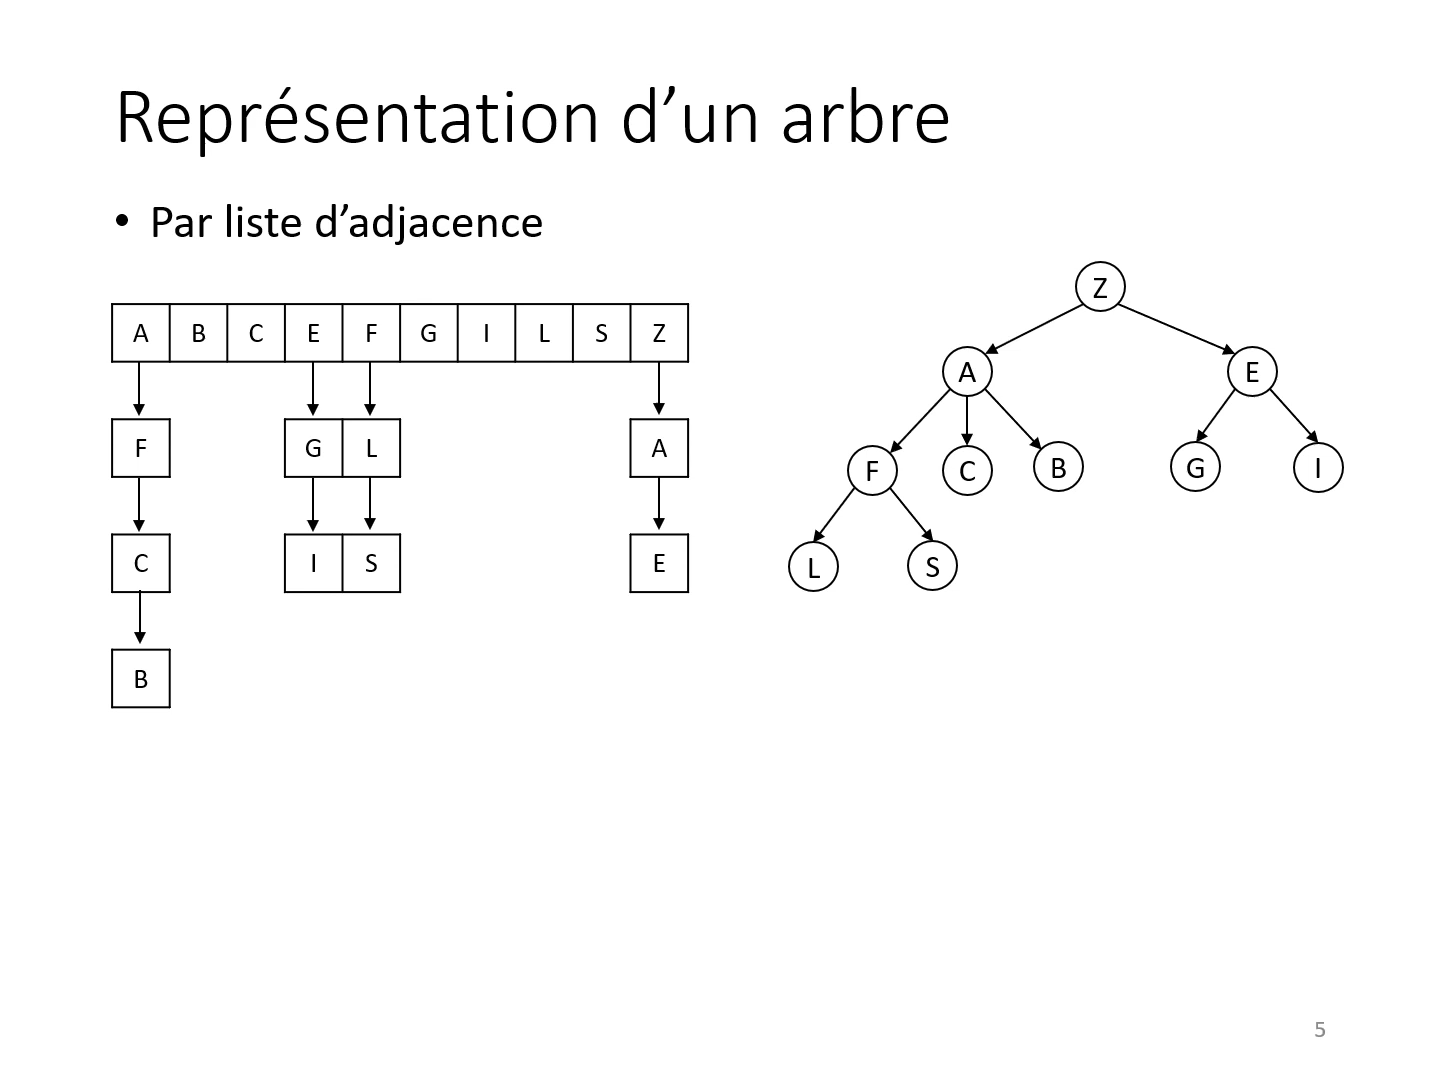 Représentation d’un arbre
• Par liste d’adjacence
A B C E F G I L S Z
F G L A
C I S E
B
Z
A E
F C B G I
L S
5